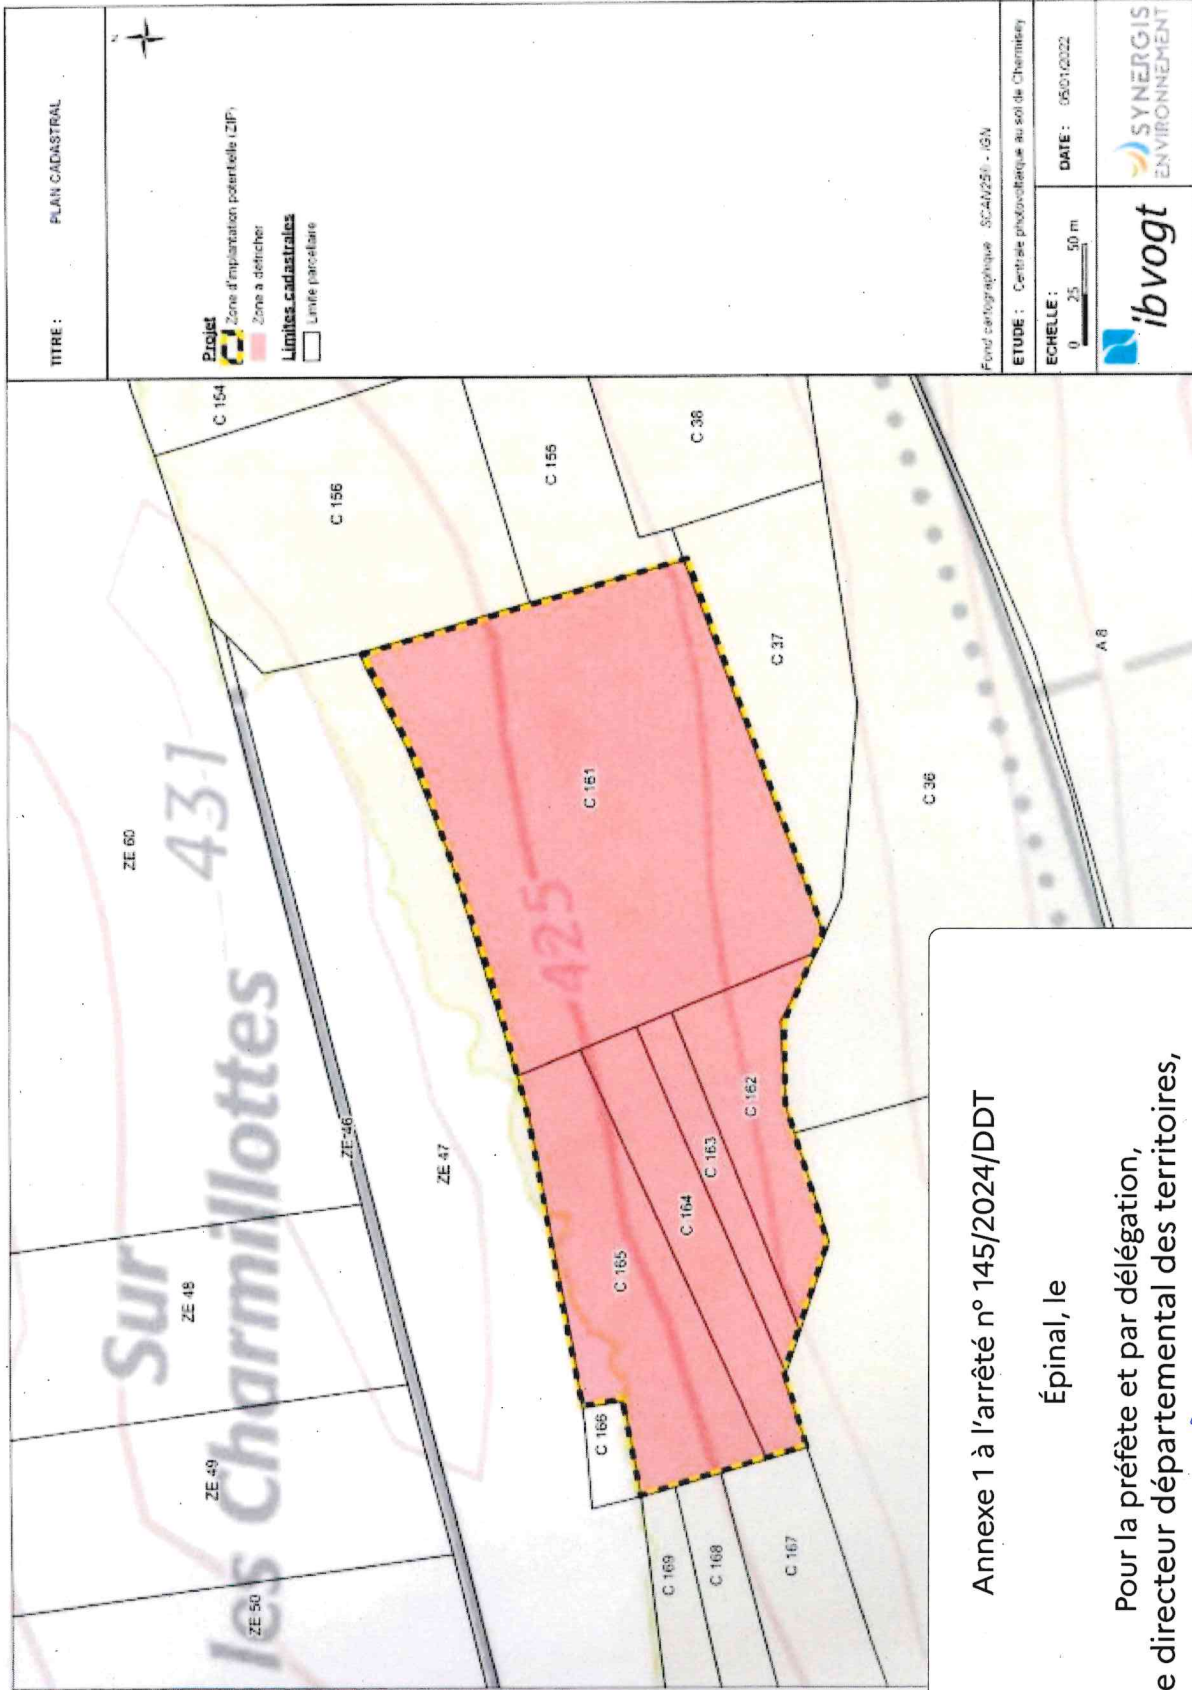 TITRE : PLAN CADASTRAL
N
Projet
Zone d'implantation potentielle (ZIP)
Zone a defricher
Limites cadastrales
Limite parcellaire
Fond cartographique SCAN25® - IGN
ETUDE : Centrale photovoltaïque au sol de Chermisey
ECHELLE :
0 25 50 m
DATE : 05/01/2022
ibvogt
SYNERGIS
ENVIRONNEMENT
Sur
les Charmillottes 431
425
ZE 60
ZE 50
ZE 49
ZE 48
ZE 46
ZE 47
C 154
C 156
C 155
C 38
C 37
C 36
A 8
C 161
C 162
C 163
C 164
C 165
C 166
C 169
C 168
C 167
Annexe 1 à l'arrêté n° 145/2024/DDT
Épinal, le
Pour la préfète et par délégation,
e directeur départemental des territoires,